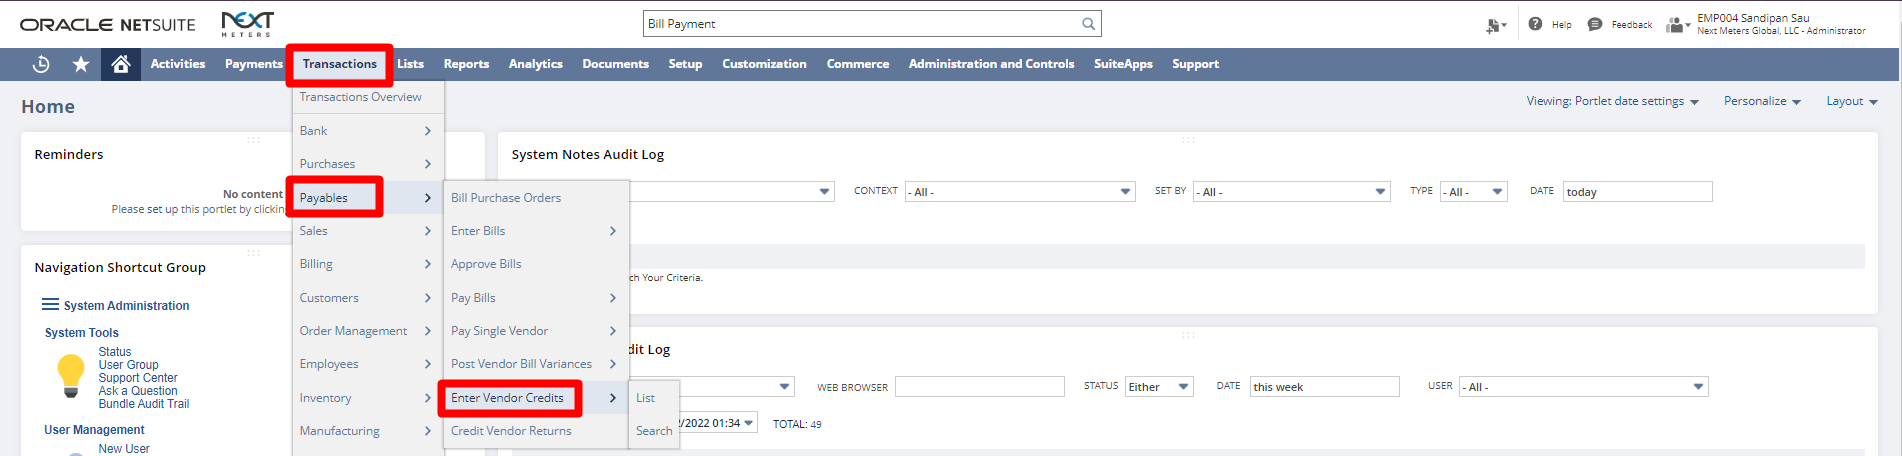 ORACLE NETSUITE
NEXT
METERS
Bill Payment
Help
Feedback
EMP004 Sandipan Sau
Next Meters Global, LLC - Administrator
Activities
Payments
Transactions
Lists
Reports
Analytics
Documents
Setup
Customization
Commerce
Administration and Controls
SuiteApps
Support
Home
Viewing: Portlet date settings
Personalize
Layout
Transactions Overview
Bank
Purchases
Payables
Sales
Billing
Customers
Order Management
Employees
Inventory
Manufacturing
Bill Purchase Orders
Enter Bills
Approve Bills
Pay Bills
Pay Single Vendor
Post Vendor Bill Variances
Enter Vendor Credits
Credit Vendor Returns
List
Search
Reminders
No content
Please set up this portlet by clickin
Navigation Shortcut Group
System Administration
System Tools
Status
User Group
Support Center
Ask a Question
Bundle Audit Trail
User Management
New User
System Notes Audit Log
CONTEXT
- All -
SET BY
- All -
TYPE
- All -
DATE
today
ch Your Criteria.
dit Log
WEB BROWSER
STATUS
Either
DATE
this week
USER
- All -
2/2022 01:34
TOTAL: 49